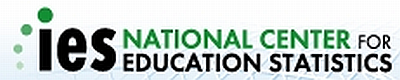 ies NATIONAL CENTER FOR
EDUCATION STATISTICS